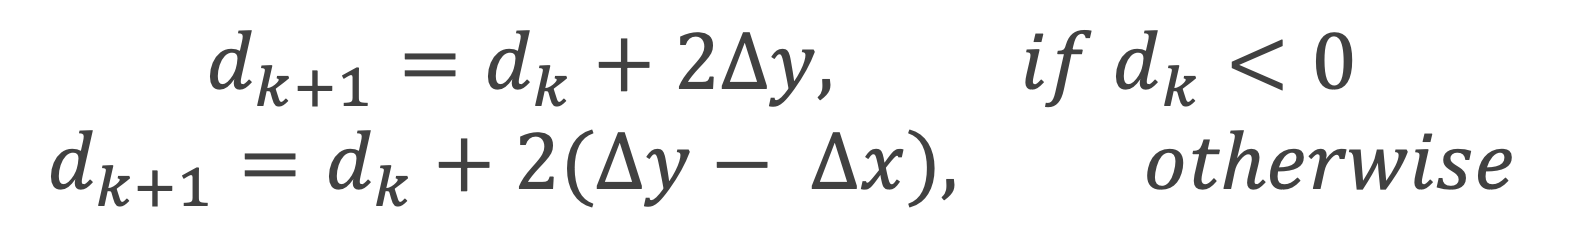 d_{k+1} = d_k + 2Δy, if d_k < 0
d_{k+1} = d_k + 2(Δy − Δx), otherwise